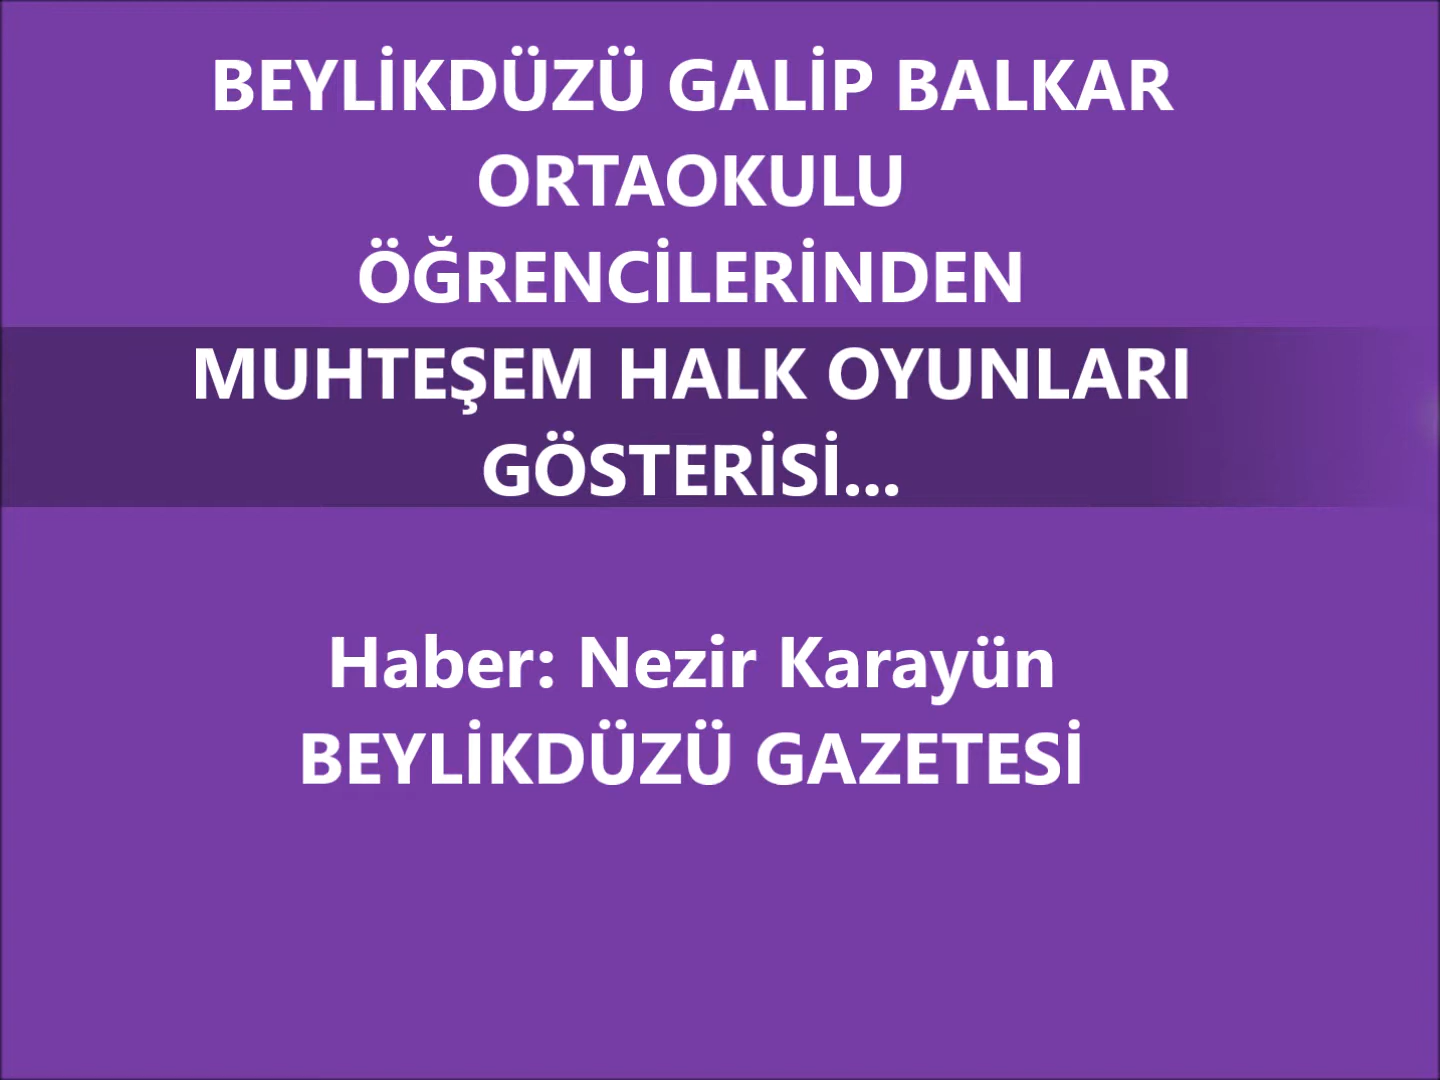 BEYLİKDÜZÜ GALİP BALKAR
ORTAOKULU
ÖĞRENCİLERİNDEN
MUHTEŞEM HALK OYUNLARI
GÖSTERİSİ...
Haber: Nezir Karayün
BEYLİKDÜZÜ GAZETESİ